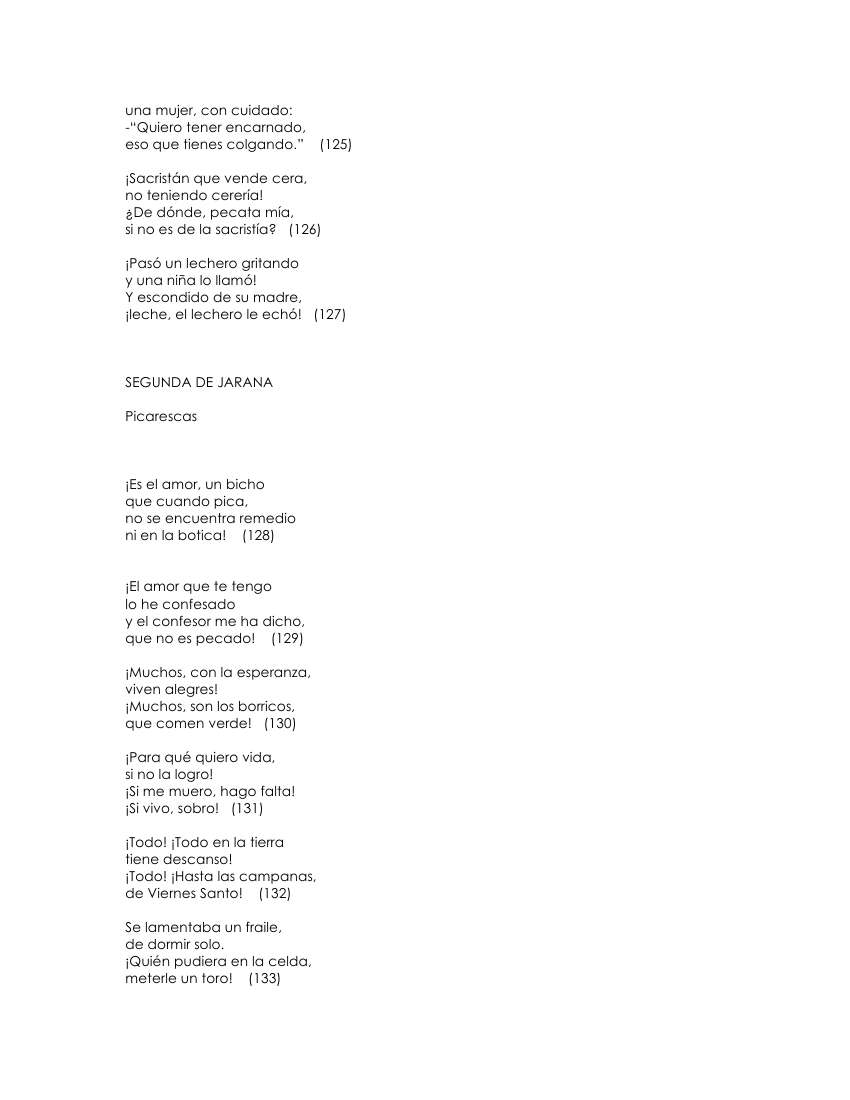 una mujer, con cuidado:
-“Quiero tener encarnado,
eso que tienes colgando.” (125)
¡Sacristán que vende cera,
no teniendo cerería!
¿De dónde, pecata mía,
si no es de la sacristía? (126)
¡Pasó un lechero gritando
y una niña lo llamó!
Y escondido de su madre,
¡leche, el lechero le echó! (127)
SEGUNDA DE JARANA
Picarescas
¡Es el amor, un bicho
que cuando pica,
no se encuentra remedio
ni en la botica! (128)
¡El amor que te tengo
lo he confesado
y el confesor me ha dicho,
que no es pecado! (129)
¡Muchos, con la esperanza,
viven alegres!
¡Muchos, son los borricos,
que comen verde! (130)
¡Para qué quiero vida,
si no la logro!
¡Si me muero, hago falta!
¡Si vivo, sobro! (131)
¡Todo! ¡Todo en la tierra
tiene descanso!
¡Todo! ¡Hasta las campanas,
de Viernes Santo! (132)
Se lamentaba un fraile,
de dormir solo.
¡Quién pudiera en la celda,
meterle un toro! (133)